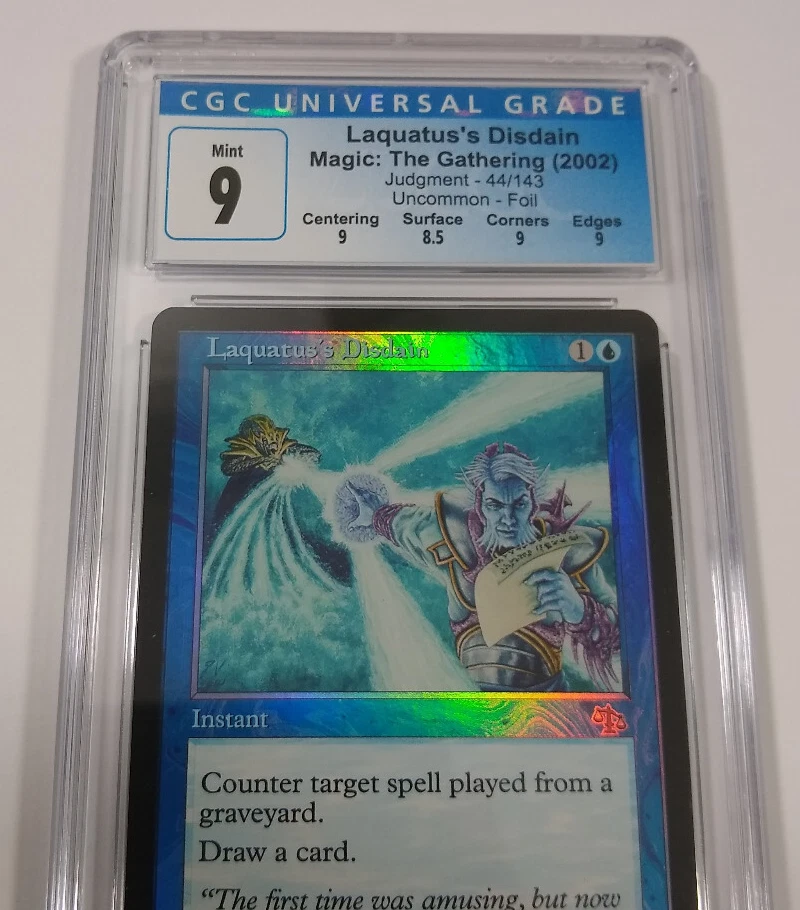 CGC UNIVERSAL GRADE
Mint
9
Laquatus's Disdain
Magic: The Gathering (2002)
Judgment - 44/143
Uncommon - Foil
Centering Surface Corners Edges
9 8.5 9 9
Laquatus's Disdain 1
Instant
Counter target spell played from a
graveyard.
Draw a card.
“The first time was amusing, but now